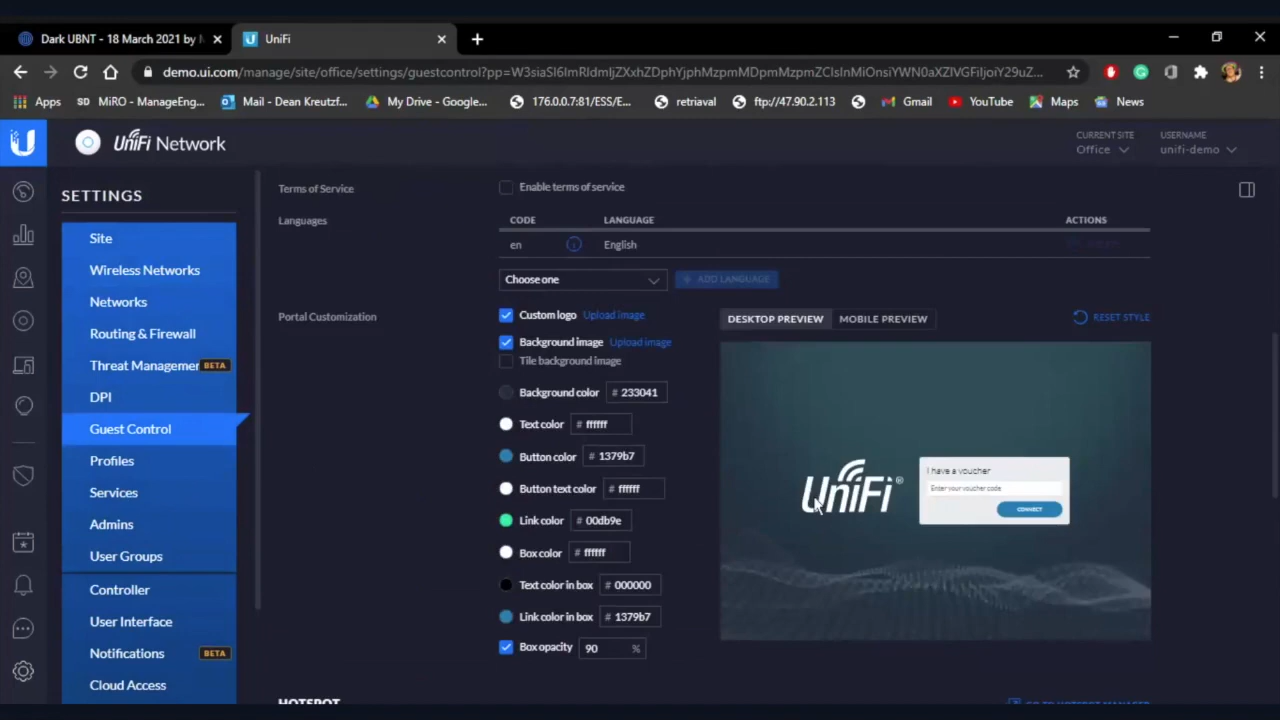 Dark UBNT - 18 March 2021 by
UniFi
demo.ui.com/manage/site/office/settings/guestcontrol?pp=
Apps
MiRO - ManageEng...
Mail - Dean Kreutzf...
My Drive - Google...
176.0.0.7:81/ESS/E...
retriaval
ftp://47.90.2.113
Gmail
YouTube
Maps
News
UniFi Network
CURRENT SITE
Office
USERNAME
unifi-demo
SETTINGS
Site
Wireless Networks
Networks
Routing & Firewall
Threat Managemer BETA
DPI
Guest Control
Profiles
Services
Admins
User Groups
Controller
User Interface
Notifications BETA
Cloud Access
Terms of Service
Enable terms of service
Languages
CODE LANGUAGE ACTIONS
en English
Choose one
+ ADD LANGUAGE
Portal Customization
Custom logo Upload image
Background image Upload image
Tile background image
Background color # 233041
Text color # ffffff
Button color # 1379b7
Button text color # ffffff
Link color # 00db9e
Box color # ffffff
Text color in box # 000000
Link color in box # 1379b7
Box opacity 90 %
DESKTOP PREVIEW MOBILE PREVIEW
RESET STYLE
UniFi®
I have a voucher
Enter your voucher code
CONNECT
HOTSPOT
GO TO HOTSPOT MANAGER